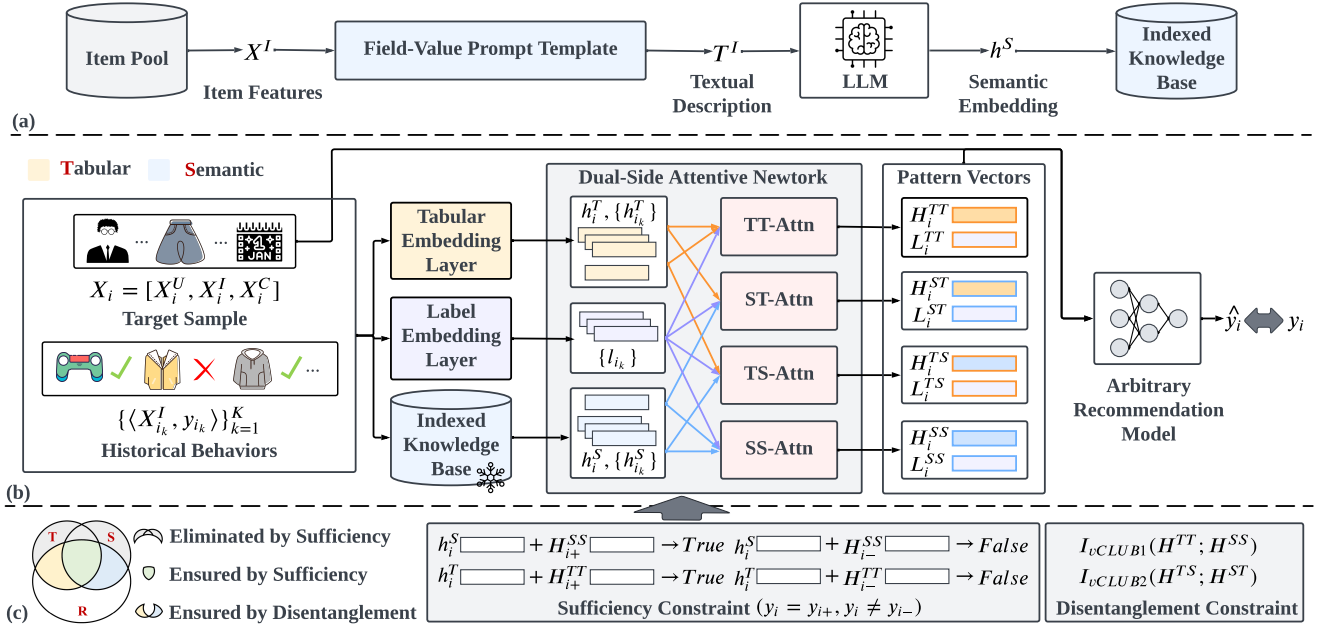 Item Pool
X^I
Item Features
Field-Value Prompt Template
T^I
Textual
Description
LLM
h^S
Semantic
Embedding
Indexed
Knowledge
Base
(a)
Tabular
Semantic
...
...
1
JAN
X_i = [X_i^U, X_i^I, X_i^C]
Target Sample
...
{⟨X_{i_k}^I, y_{i_k}⟩}_{k=1}^K
Historical Behaviors
Tabular
Embedding
Layer
Label
Embedding
Layer
Indexed
Knowledge
Base
Dual-Side Attentive Newtork
h_i^T, {h_{i_k}^T}
{l_{i_k}}
h_i^S, {h_{i_k}^S}
TT-Attn
ST-Attn
TS-Attn
SS-Attn
Pattern Vectors
H_i^{TT}
L_i^{TT}
H_i^{ST}
L_i^{ST}
H_i^{TS}
L_i^{TS}
H_i^{SS}
L_i^{SS}
ŷ_i
y_i
Arbitrary
Recommendation
Model
(b)
T
S
R
Eliminated by Sufficiency
Ensured by Sufficiency
Ensured by Disentanglement
(c)
h_i^S + H_{i+}^{SS} → True h_i^S + H_{i-}^{SS} → False
h_i^T + H_{i+}^{TT} → True h_i^T + H_{i-}^{TT} → False
Sufficiency Constraint (y_i = y_{i+}, y_i ≠ y_{i-})
I_{vCLUB1}(H^{TT}; H^{SS})
I_{vCLUB2}(H^{TS}; H^{ST})
Disentanglement Constraint